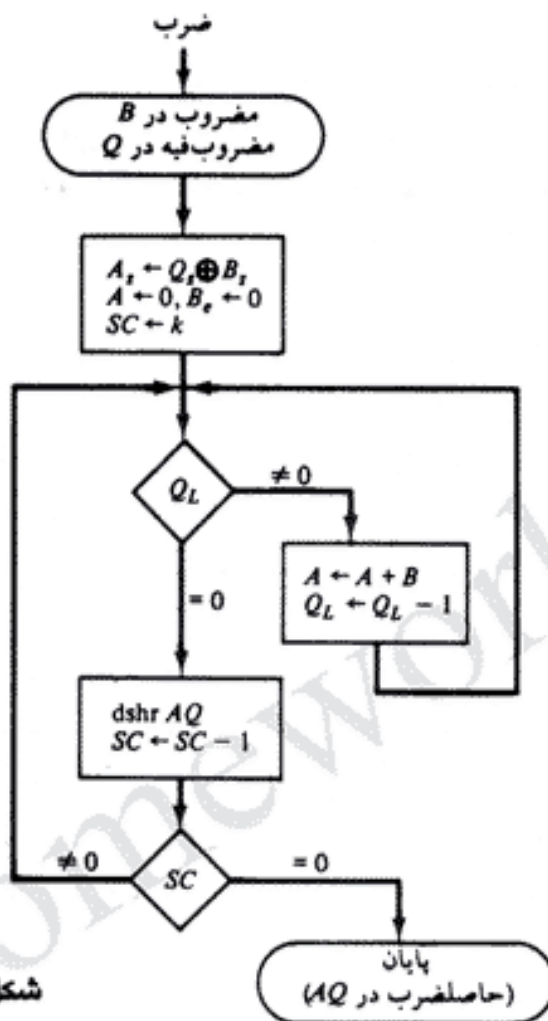 ضرب
مضروب در B
مضروب‌فیه در Q
A_s ← Q_s ⊕ B_s
A ← 0, B_e ← 0
SC ← k
Q_L
≠ 0
= 0
A ← A + B
Q_L ← Q_L − 1
dshr AQ
SC ← SC − 1
SC
≠ 0
= 0
پایان
(حاصلضرب در AQ)
شکل